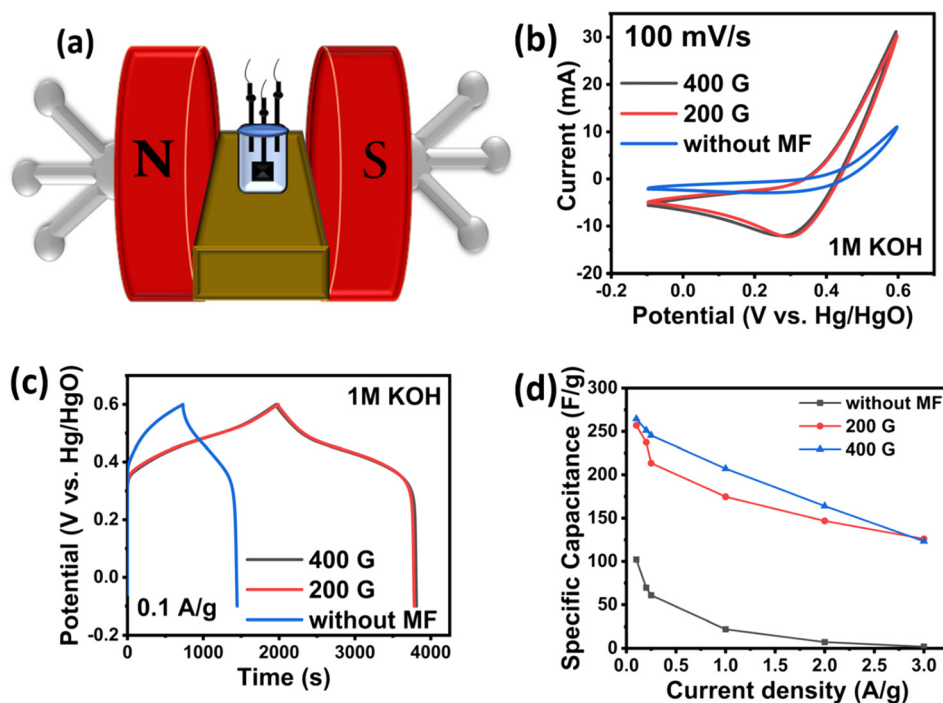 (a)
N
S
(b)
100 mV/s
400 G
200 G
without MF
1M KOH
Current (mA)
30
20
10
0
-10
-20
-0.2 0.0 0.2 0.4 0.6
Potential (V vs. Hg/HgO)
(c)
1M KOH
Potential (V vs. Hg/HgO)
0.6
0.4
0.2
0.0
-0.2
400 G
200 G
without MF
0.1 A/g
0 1000 2000 3000 4000
Time (s)
(d)
Specific Capacitance (F/g)
300
250
200
150
100
50
0
without MF
200 G
400 G
0.0 0.5 1.0 1.5 2.0 2.5 3.0
Current density (A/g)